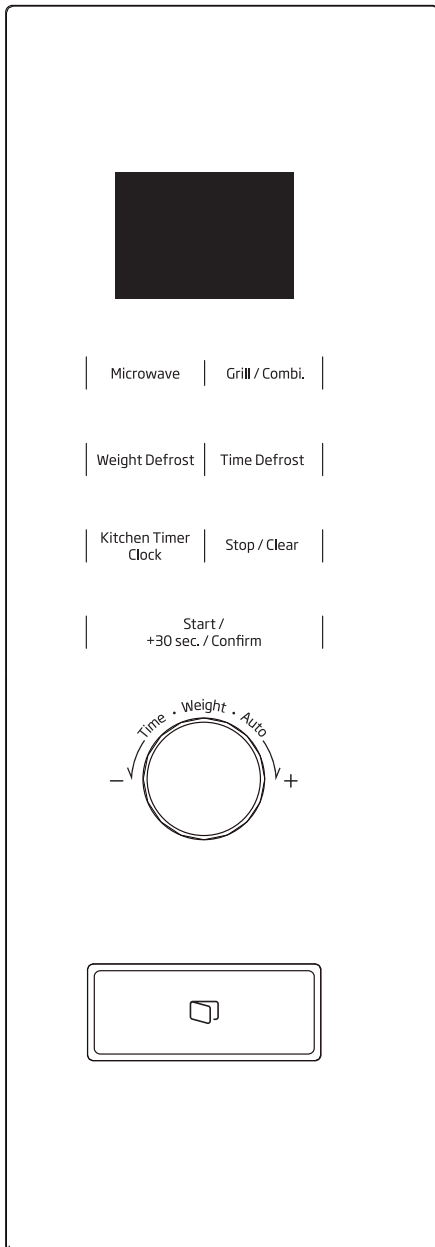 Microwave
Grill / Combi.
Weight Defrost
Time Defrost
Kitchen Timer
Clock
Stop / Clear
Start /
+30 sec. / Confirm
Time . Weight . Auto
- +